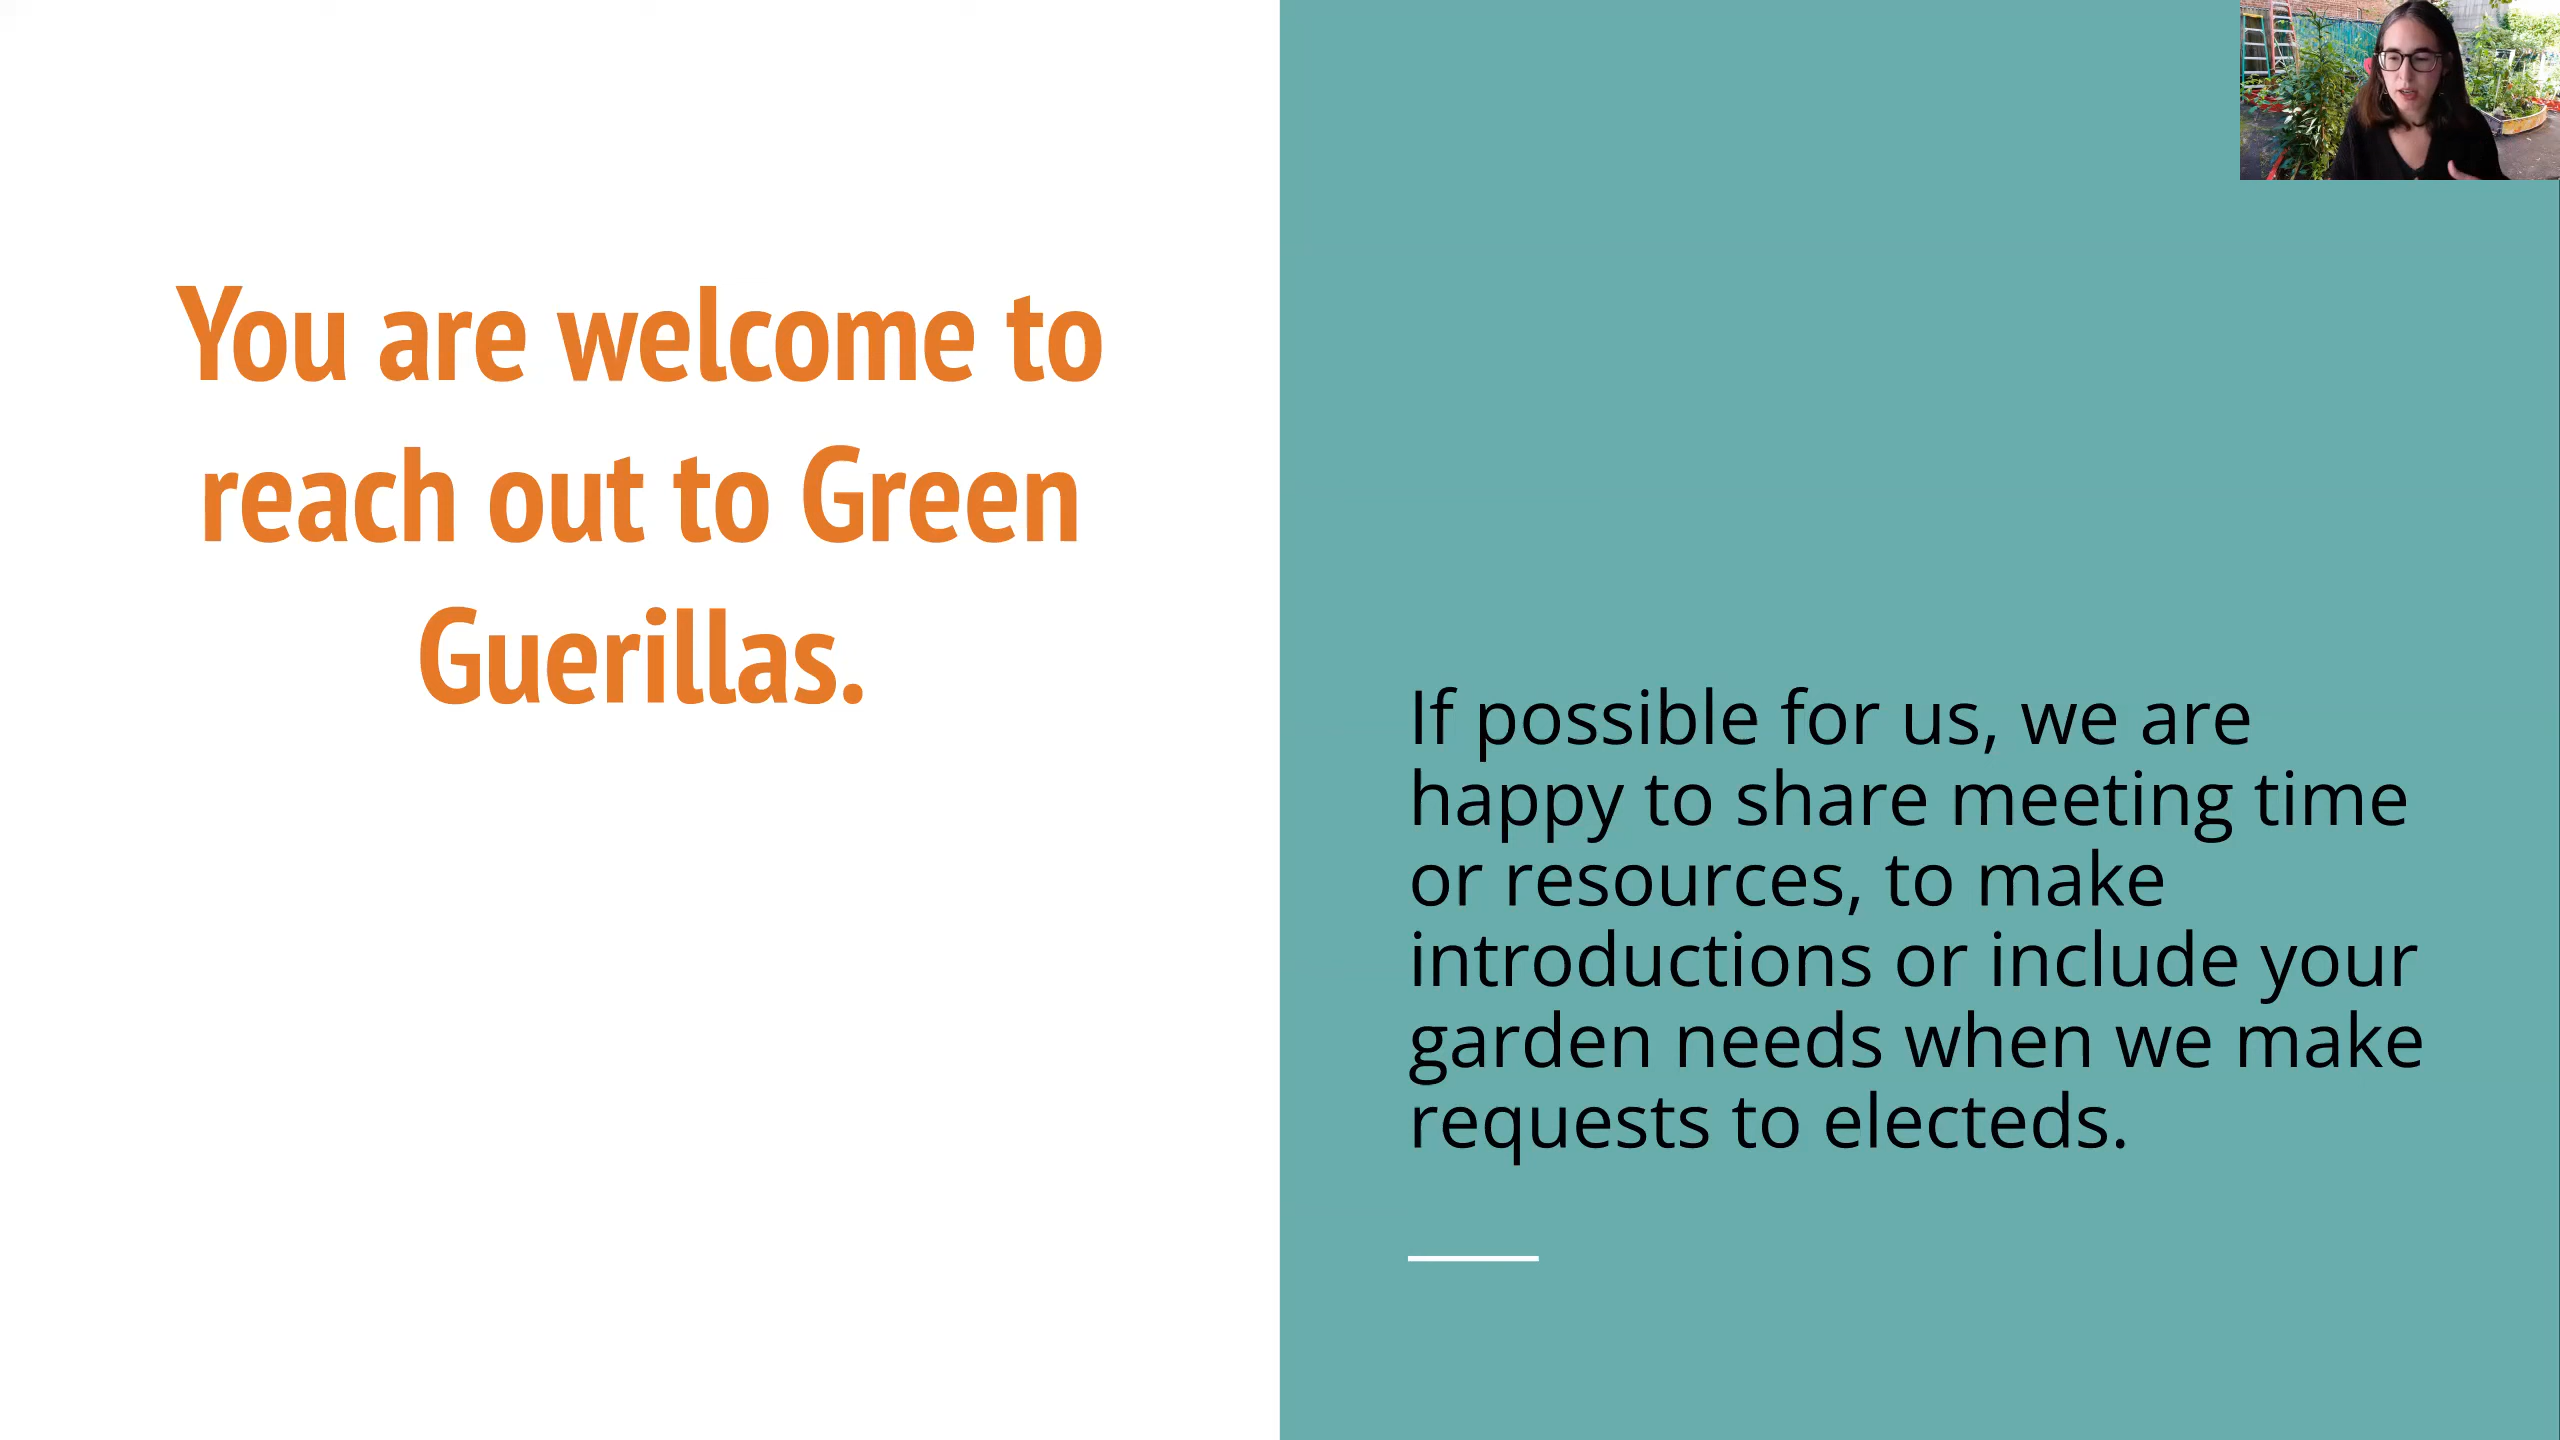 You are welcome to
reach out to Green
Guerillas.
If possible for us, we are
happy to share meeting time
or resources, to make
introductions or include your
garden needs when we make
requests to electeds.